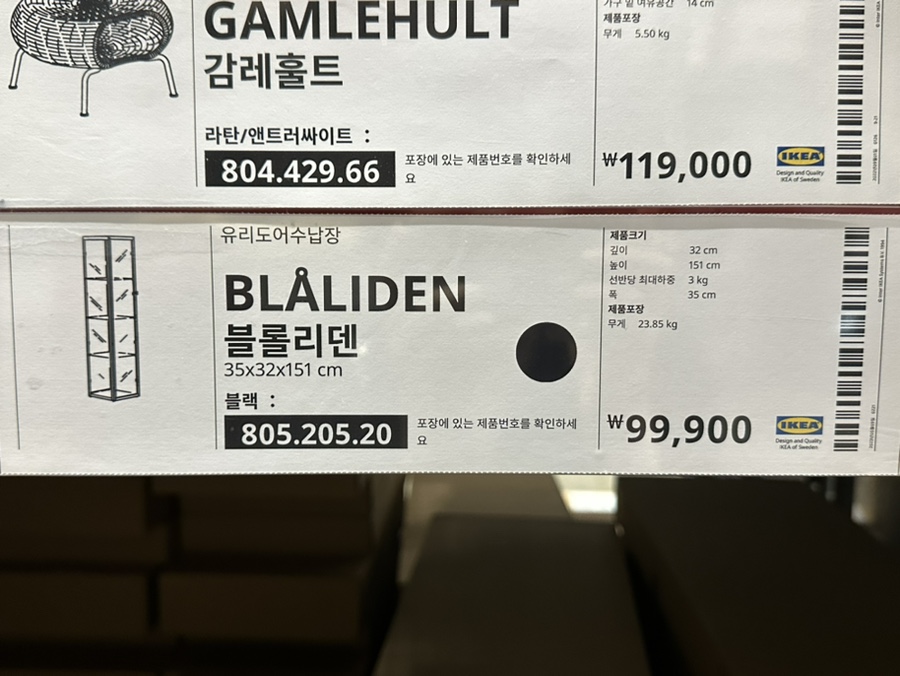 GAMLEHULT
감레훌트
라탄/앤트러싸이트 :
804.429.66
포장에 있는 제품번호를 확인하세
요
가구 밑 여유공간 14 cm
제품포장
무게 5.50 kg
₩119,000
IKEA
Design and Quality
IKEA of Sweden
유리도어수납장
BLÅLIDEN
블롤리덴
35x32x151 cm
블랙 :
805.205.20
포장에 있는 제품번호를 확인하세
요
제품크기
깊이 32 cm
높이 151 cm
선반당 최대하중 3 kg
폭 35 cm
제품포장
무게 23.85 kg
₩99,900
IKEA
Design and Quality
IKEA of Sweden